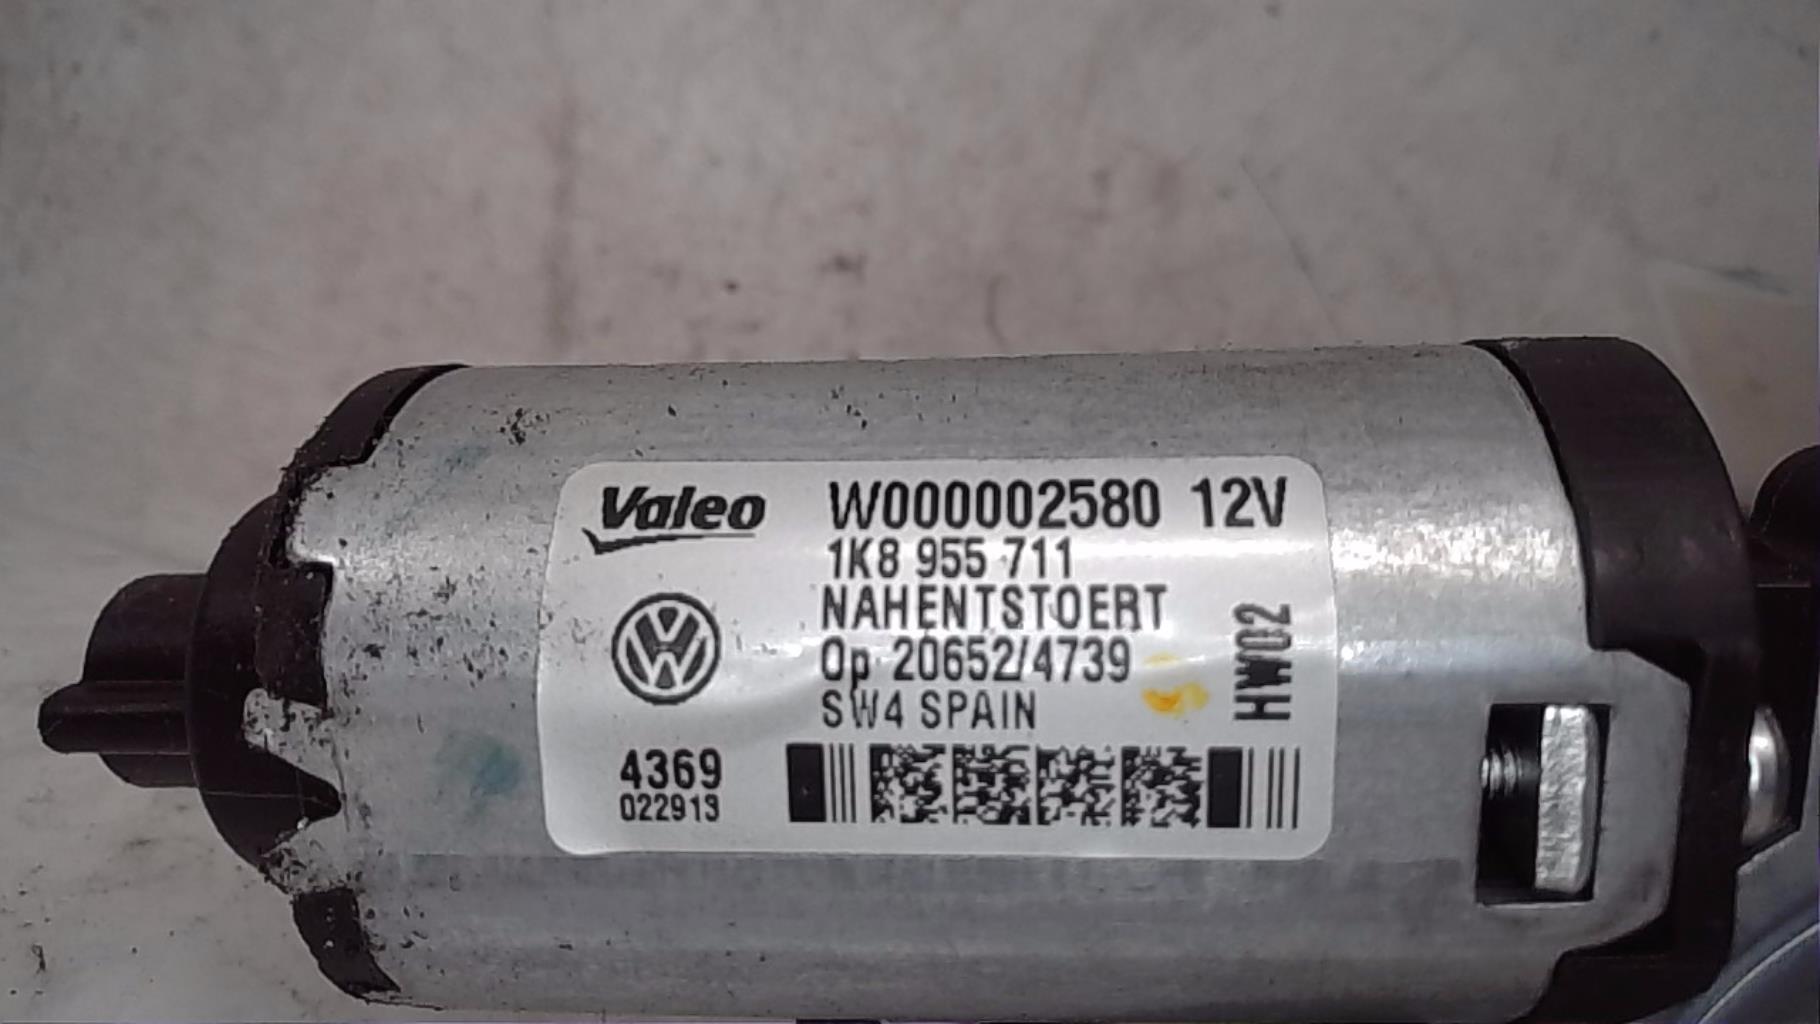 Valeo W000002580 12V
1K8 955 711
NAHENTSTOERT
Op 20652/4739
SW4 SPAIN
HW02
4369
022913